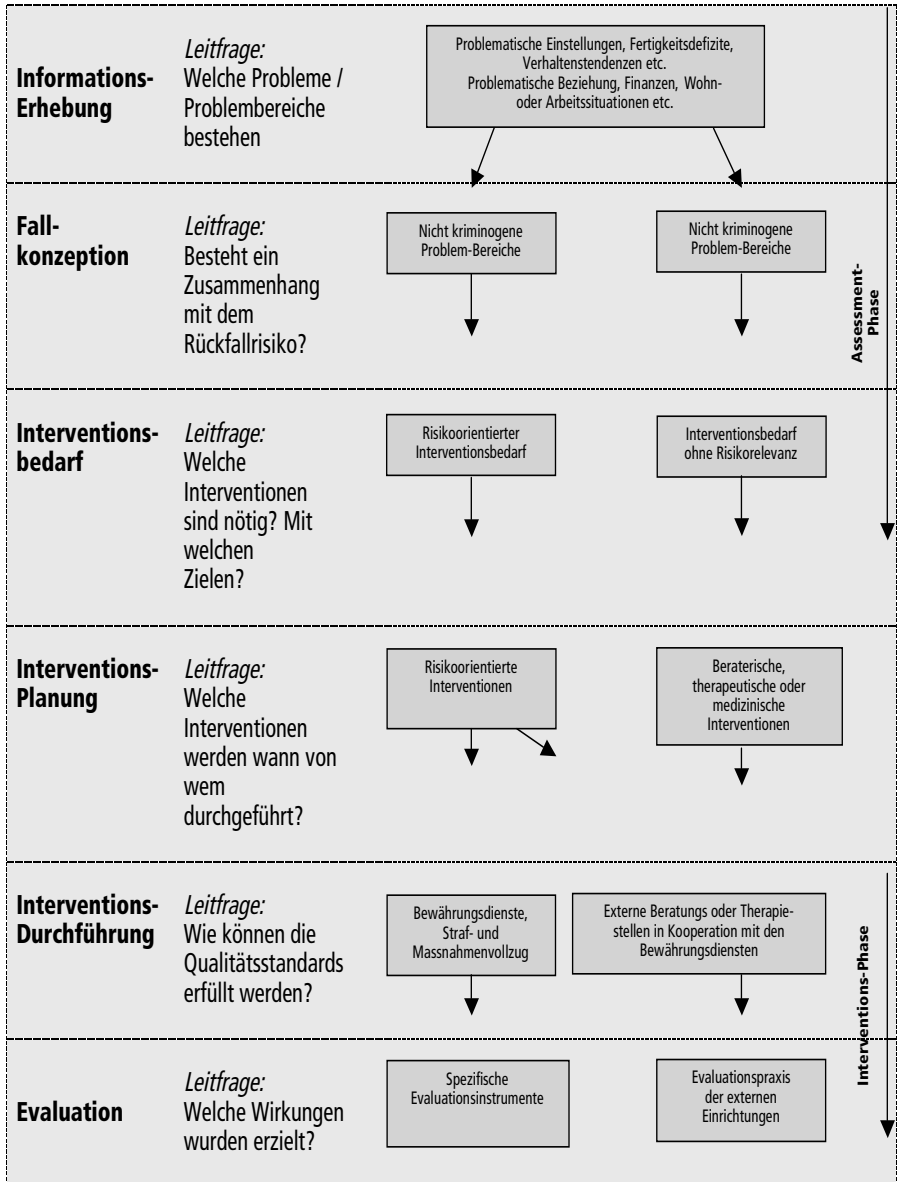 Informations-
Erhebung
Leitfrage:
Welche Probleme /
Problembereiche
bestehen
Problematische Einstellungen, Fertigkeitsdefizite,
Verhaltenstendenzen etc.
Problematische Beziehung, Finanzen, Wohn-
oder Arbeitssituationen etc.
Fall-
konzeption
Leitfrage:
Besteht ein
Zusammenhang
mit dem
Rückfallrisiko?
Nicht kriminogene
Problem-Bereiche
Nicht kriminogene
Problem-Bereiche
Assessment-
Phase
Interventions-
bedarf
Leitfrage:
Welche
Interventionen
sind nötig? Mit
welchen
Zielen?
Risikoorientierter
Interventionsbedarf
Interventionsbedarf
ohne Risikorelevanz
Interventions-
Planung
Leitfrage:
Welche
Interventionen
werden wann von
wem
durchgeführt?
Risikoorientierte
Interventionen
Beraterische,
therapeutische oder
medizinische
Interventionen
Interventions-
Durchführung
Leitfrage:
Wie können die
Qualitätsstandards
erfüllt werden?
Bewährungsdienste,
Straf- und
Massnahmenvollzug
Externe Beratungs oder Therapie-
stellen in Kooperation mit den
Bewährungsdiensten
Interventions-Phase
Evaluation
Leitfrage:
Welche Wirkungen
wurden erzielt?
Spezifische
Evaluationsinstrumente
Evaluationspraxis
der externen
Einrichtungen